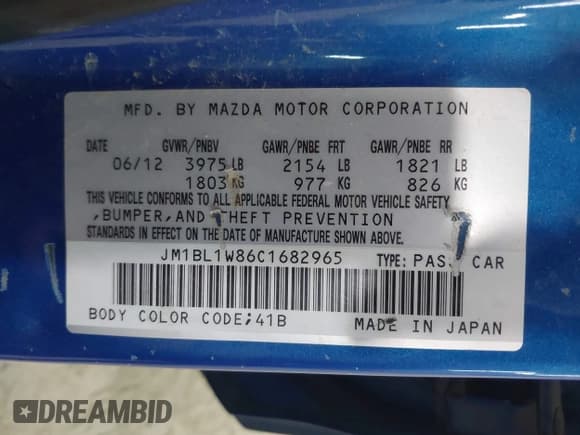 MFD. BY MAZDA MOTOR CORPORATION
DATE GVWR/PNBV GAWR/PNBE FRT GAWR/PNBE RR
06/12 3975 LB 2154 LB 1821 LB
1803 KG 977 KG 826 KG
THIS VEHICLE CONFORMS TO ALL APPLICABLE FEDERAL MOTOR VEHICLE SAFETY
,BUMPER,AND THEFT PREVENTION
STANDARDS IN EFFECT ON THE DATE OF MANUFACTURE SHOWN ABOVE.
JM1BL1W86C1682965 TYPE: PASS CAR
BODY COLOR CODE;41B MADE IN JAPAN
DREAMBID